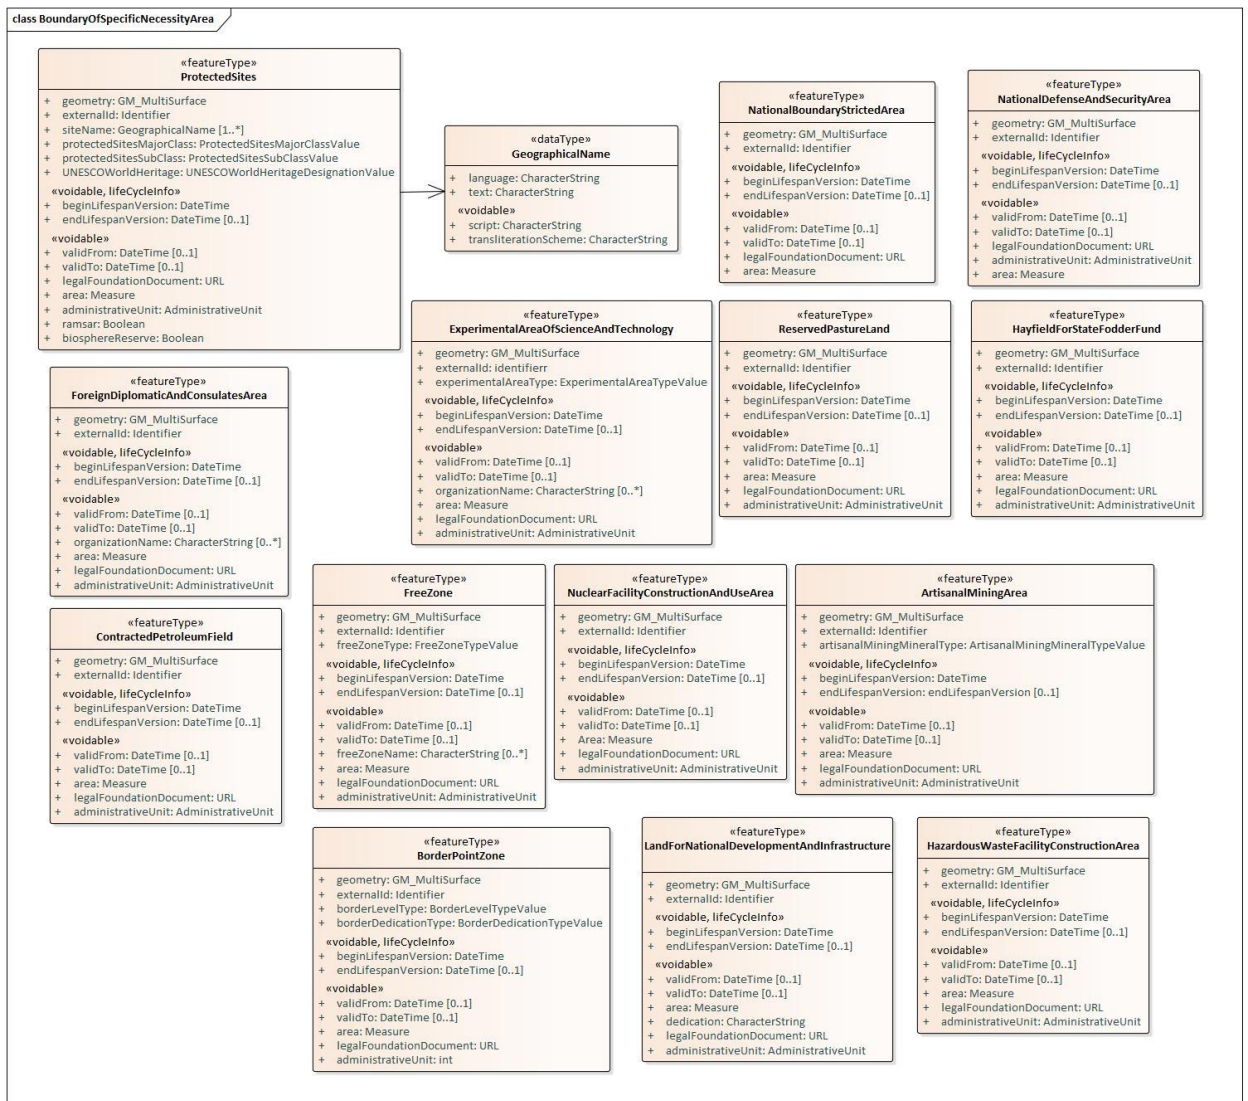 class BoundaryOfSpecificNecessityArea
«featureType»
ProtectedSites
+ geometry: GM_MultiSurface
+ externalId: Identifier
+ siteName: GeographicalName [1..*]
+ protectedSitesMajorClass: ProtectedSitesMajorClassValue
+ protectedSitesSubClass: ProtectedSitesSubClassValue
+ UNESCOWorldHeritage: UNESCOWorldHeritageDesignationValue
«voidable, lifeCycleInfo»
+ beginLifespanVersion: DateTime
+ endLifespanVersion: DateTime [0..1]
«voidable»
+ validFrom: DateTime [0..1]
+ validTo: DateTime [0..1]
+ legalFoundationDocument: URL
+ area: Measure
+ administrativeUnit: AdministrativeUnit
+ ramsar: Boolean
+ biosphereReserve: Boolean
«dataType»
GeographicalName
+ language: CharacterString
+ text: CharacterString
«voidable»
+ script: CharacterString
+ transliterationScheme: CharacterString
«featureType»
NationalBoundaryStrictedArea
+ geometry: GM_MultiSurface
+ externalId: Identifier
«voidable, lifeCycleInfo»
+ beginLifespanVersion: DateTime
+ endLifespanVersion: DateTime [0..1]
«voidable»
+ validFrom: DateTime [0..1]
+ validTo: DateTime [0..1]
+ legalFoundationDocument: URL
+ area: Measure
«featureType»
NationalDefenseAndSecurityArea
+ geometry: GM_MultiSurface
+ externalId: Identifier
«voidable, lifeCycleInfo»
+ beginLifespanVersion: DateTime
+ endLifespanVersion: DateTime [0..1]
«voidable»
+ validFrom: DateTime [0..1]
+ validTo: DateTime [0..1]
+ legalFoundationDocument: URL
+ administrativeUnit: AdministrativeUnit
+ area: Measure
«featureType»
ExperimentalAreaOfScienceAndTechnology
+ geometry: GM_MultiSurface
+ externalId: identifierr
+ experimentalAreaType: ExperimentalAreaTypeValue
«voidable, lifeCycleInfo»
+ beginLifespanVersion: DateTime
+ endLifespanVersion: DateTime [0..1]
«voidable»
+ validFrom: DateTime [0..1]
+ validTo: DateTime [0..1]
+ organizationName: CharacterString [0..*]
+ area: Measure
+ legalFoundationDocument: URL
+ administrativeUnit: AdministrativeUnit
«featureType»
ReservedPastureLand
+ geometry: GM_MultiSurface
+ externalId: Identifier
«voidable, lifeCycleInfo»
+ beginLifespanVersion: DateTime
+ endLifespanVersion: DateTime [0..1]
«voidable»
+ validFrom: DateTime [0..1]
+ validTo: DateTime [0..1]
+ area: Measure
+ legalFoundationDocument: URL
+ administrativeUnit: AdministrativeUnit
«featureType»
HayfieldForStateFodderFund
+ geometry: GM_MultiSurface
+ externalId: Identifier
«voidable, lifeCycleInfo»
+ beginLifespanVersion: DateTime
+ endLifespanVersion: DateTime [0..1]
«voidable»
+ validFrom: DateTime [0..1]
+ validTo: DateTime [0..1]
+ area: Measure
+ legalFoundationDocument: URL
+ administrativeUnit: AdministrativeUnit
«featureType»
ForeignDiplomaticAndConsulatesArea
+ geometry: GM_MultiSurface
+ externalId: Identifier
«voidable, lifeCycleInfo»
+ beginLifespanVersion: DateTime
+ endLifespanVersion: DateTime [0..1]
«voidable»
+ validFrom: DateTime [0..1]
+ validTo: DateTime [0..1]
+ organizationName: CharacterString [0..*]
+ area: Measure
+ legalFoundationDocument: URL
+ administrativeUnit: AdministrativeUnit
«featureType»
ContractedPetroleumField
+ geometry: GM_MultiSurface
+ externalId: Identifier
«voidable, lifeCycleInfo»
+ beginLifespanVersion: DateTime
+ endLifespanVersion: DateTime [0..1]
«voidable»
+ validFrom: DateTime [0..1]
+ validTo: DateTime [0..1]
+ area: Measure
+ legalFoundationDocument: URL
+ administrativeUnit: AdministrativeUnit
«featureType»
FreeZone
+ geometry: GM_MultiSurface
+ externalId: Identifier
+ freeZoneType: FreeZoneTypeValue
«voidable, lifeCycleInfo»
+ beginLifespanVersion: DateTime
+ endLifespanVersion: DateTime [0..1]
«voidable»
+ validFrom: DateTime [0..1]
+ validTo: DateTime [0..1]
+ freeZoneName: CharacterString [0..*]
+ area: Measure
+ legalFoundationDocument: URL
+ administrativeUnit: AdministrativeUnit
«featureType»
NuclearFacilityConstructionAndUseArea
+ geometry: GM_MultiSurface
+ externalId: Identifier
«voidable, lifeCycleInfo»
+ beginLifespanVersion: DateTime
+ endLifespanVersion: DateTime [0..1]
«voidable»
+ validFrom: DateTime [0..1]
+ validTo: DateTime [0..1]
+ Area: Measure
+ legalFoundationDocument: URL
+ administrativeUnit: AdministrativeUnit
«featureType»
ArtisanalMiningArea
+ geometry: GM_MultiSurface
+ externalId: Identifier
+ artisanalMiningMineralType: ArtisanalMiningMineralTypeValue
«voidable, lifeCycleInfo»
+ beginLifespanVersion: DateTime
+ endLifespanVersion: endLifespanVersion [0..1]
«voidable»
+ validFrom: DateTime [0..1]
+ validTo: DateTime [0..1]
+ area: Measure
+ legalFoundationDocument: URL
+ administrativeUnit: AdministrativeUnit
«featureType»
BorderPointZone
+ geometry: GM_MultiSurface
+ externalId: Identifier
+ borderLevelType: BorderLevelTypeValue
+ borderDedicationType: BorderDedicationTypeValue
«voidable, lifeCycleInfo»
+ beginLifespanVersion: DateTime
+ endLifespanVersion: DateTime [0..1]
«voidable»
+ validFrom: DateTime [0..1]
+ validTo: DateTime [0..1]
+ area: Measure
+ legalFoundationDocument: URL
+ administrativeUnit: int
«featureType»
LandForNationalDevelopmentAndInfrastructure
+ geometry: GM_MultiSurface
+ externalId: Identifier
«voidable, lifeCycleInfo»
+ beginLifespanVersion: DateTime
+ endLifespanVersion: DateTime [0..1]
«voidable»
+ validFrom: DateTime [0..1]
+ validTo: DateTime [0..1]
+ area: Measure
+ dedication: CharacterString
+ legalFoundationDocument: URL
+ administrativeUnit: AdministrativeUnit
«featureType»
HazardousWasteFacilityConstructionArea
+ geometry: GM_MultiSurface
+ externalId: Identifier
«voidable, lifeCycleInfo»
+ beginLifespanVersion: DateTime
+ endLifespanVersion: DateTime [0..1]
«voidable»
+ validFrom: DateTime [0..1]
+ validTo: DateTime [0..1]
+ area: Measure
+ legalFoundationDocument: URL
+ administrativeUnit: AdministrativeUnit